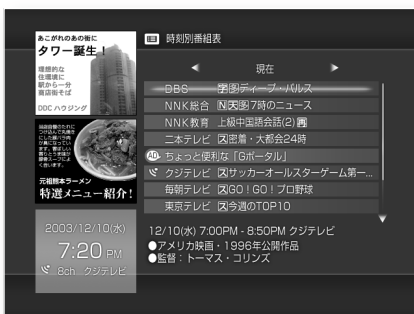 あこがれのあの街に
タワー誕生！
理想的な
住環境に
駅から一分
商店街そば
DDC ハウジング
元祖熊本ラーメン
特選メニュー紹介!
2003/12/10(水)
7:20 PM
8ch クジテレビ
時刻別番組表
現在
DBS 字囫ディープ・パルス
NNK総合 N天囫7時のニュース
NNK教育 上級中国語会話(2)再
二本テレビ ス密着・大都会24時
AD. ちょっと便利な「Gポータル」
クジテレビ スサッカーオールスターゲーム第一...
毎朝テレビ スGO！GO！プロ野球
東京テレビ ス今週のTOP10
12/10(水) 7:00PM - 8:50PM クジテレビ
●アメリカ映画・1996年公開作品
●監督：トーマス・コリンズ